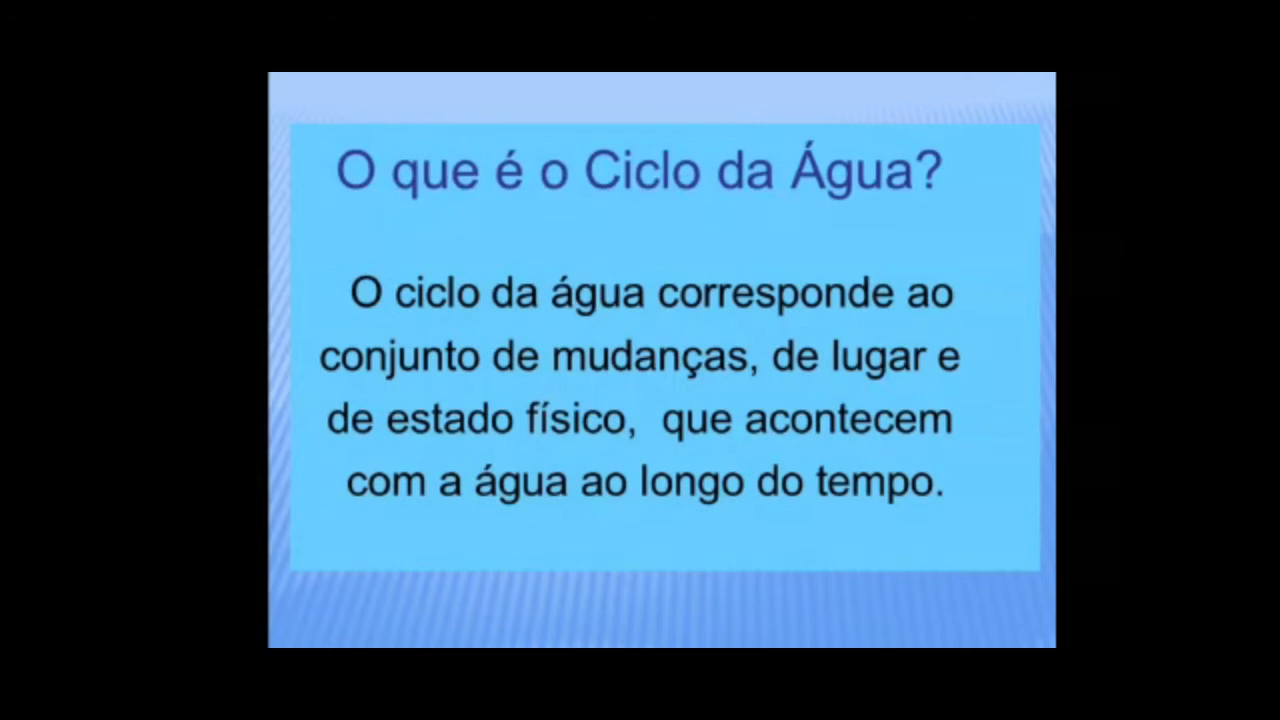 O que é o Ciclo da Água?
O ciclo da água corresponde ao
conjunto de mudanças, de lugar e
de estado físico, que acontecem
com a água ao longo do tempo.